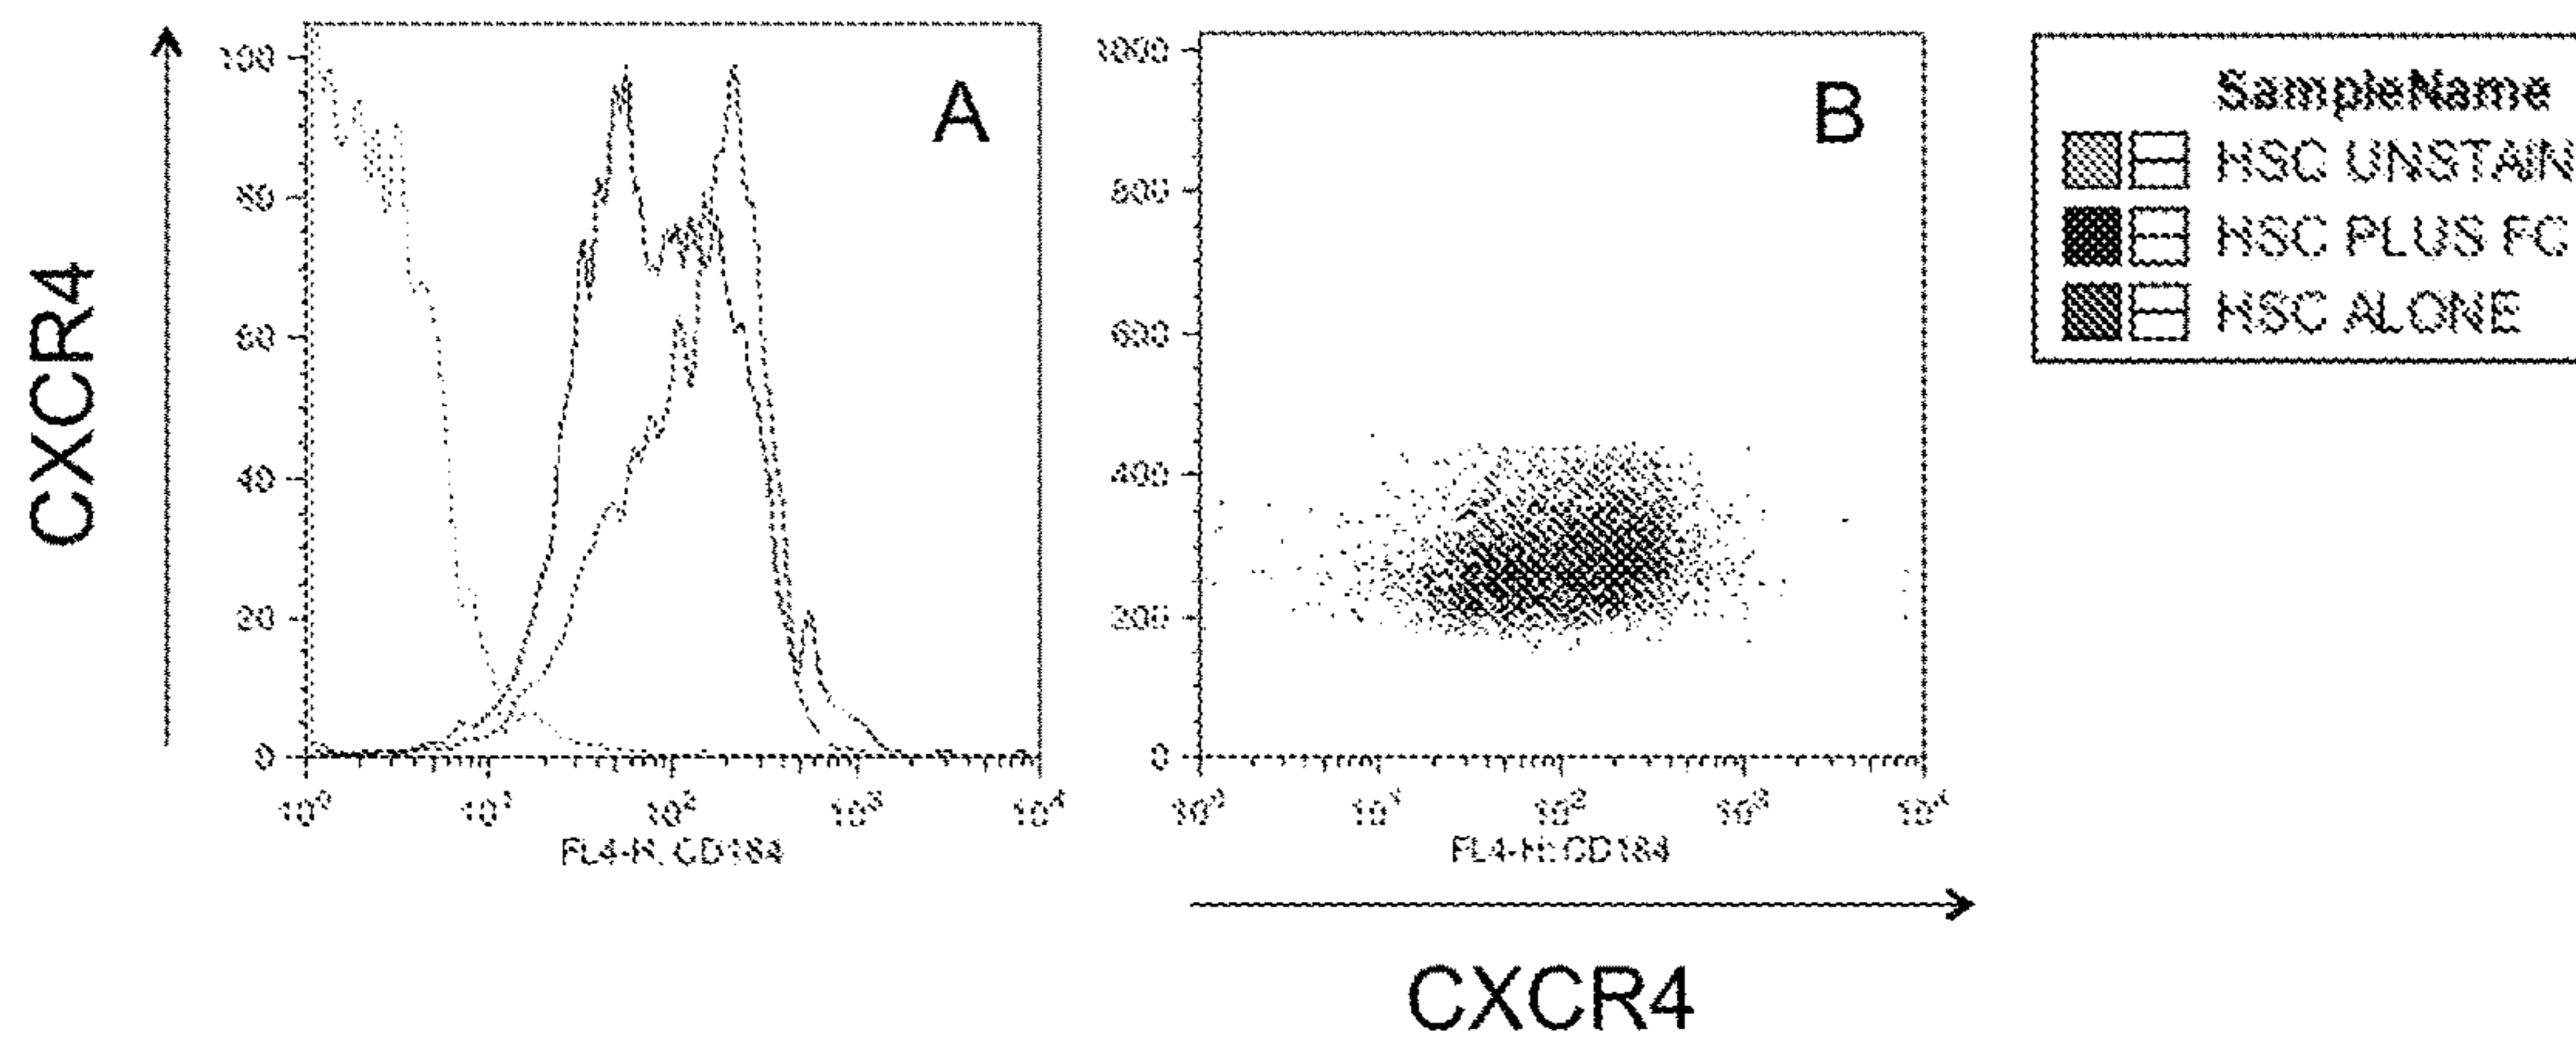 CXCR4
100
80
60
40
20
0
10⁰ 10¹ 10² 10³ 10⁴
FL4-H: CD184
A
1000
800
600
400
200
0
10⁰ 10¹ 10² 10³ 10⁴
FL4-H: CD184
B
CXCR4
SampleName
HSC UNSTAIN
HSC PLUS FC
HSC ALONE